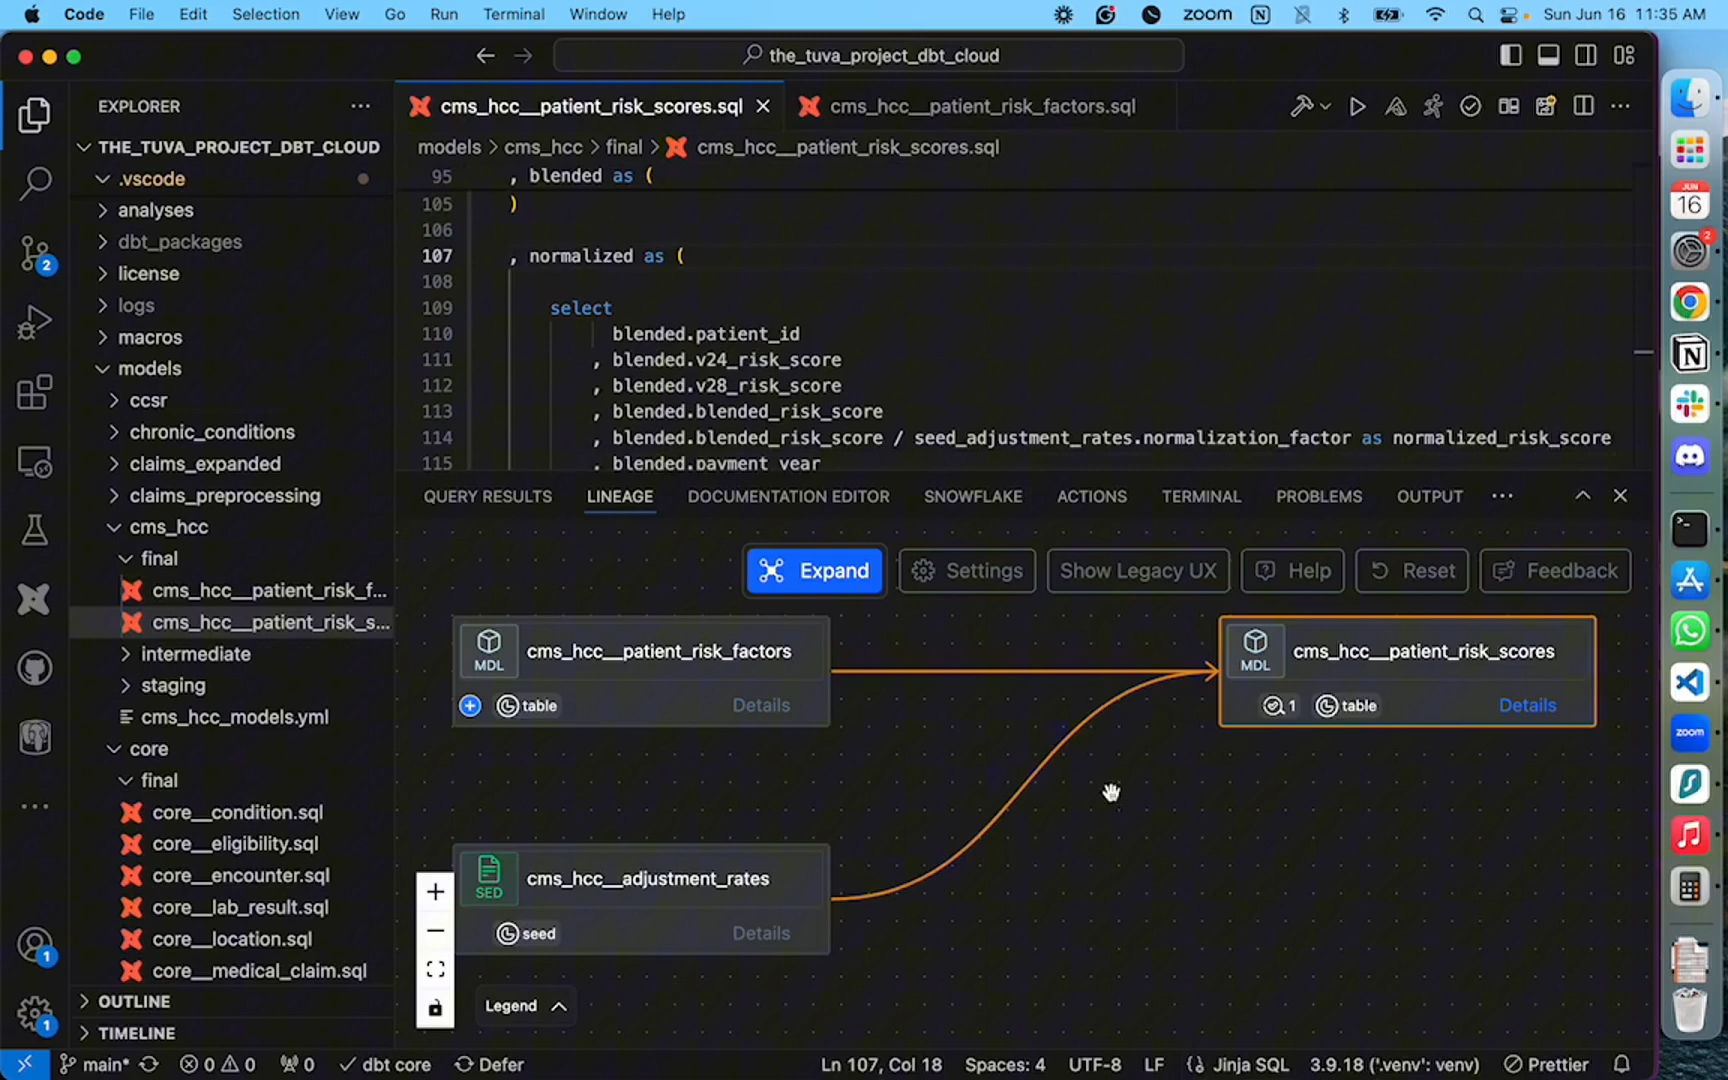 Code File Edit Selection View Go Run Terminal Window Help zoom Sun Jun 16 11:35 AM
the_tuva_project_dbt_cloud
EXPLORER
THE_TUVA_PROJECT_DBT_CLOUD
.vscode
analyses
dbt_packages
license
logs
macros
models
ccsr
chronic_conditions
claims_expanded
claims_preprocessing
cms_hcc
final
cms_hcc__patient_risk_f...
cms_hcc__patient_risk_s...
intermediate
staging
cms_hcc_models.yml
core
final
core__condition.sql
core__eligibility.sql
core__encounter.sql
core__lab_result.sql
core__location.sql
core__medical_claim.sql
OUTLINE
TIMELINE
2
1
1
cms_hcc__patient_risk_scores.sql cms_hcc__patient_risk_factors.sql
models > cms_hcc > final > cms_hcc__patient_risk_scores.sql
95 , blended as (
105 )
106
107 , normalized as (
108
109 select
110 blended.patient_id
111 , blended.v24_risk_score
112 , blended.v28_risk_score
113 , blended.blended_risk_score
114 , blended.blended_risk_score / seed_adjustment_rates.normalization_factor as normalized_risk_score
115 , blended.payment_year
QUERY RESULTS LINEAGE DOCUMENTATION EDITOR SNOWFLAKE ACTIONS TERMINAL PROBLEMS OUTPUT
Expand Settings Show Legacy UX Help Reset Feedback
MDL cms_hcc__patient_risk_factors
table Details
MDL cms_hcc__patient_risk_scores
1 table Details
SED cms_hcc__adjustment_rates
seed Details
Legend
main* 0 0 0 dbt core Defer Ln 107, Col 18 Spaces: 4 UTF-8 LF Jinja SQL 3.9.18 ('.venv': venv) Prettier
JUN
16
2
zoom